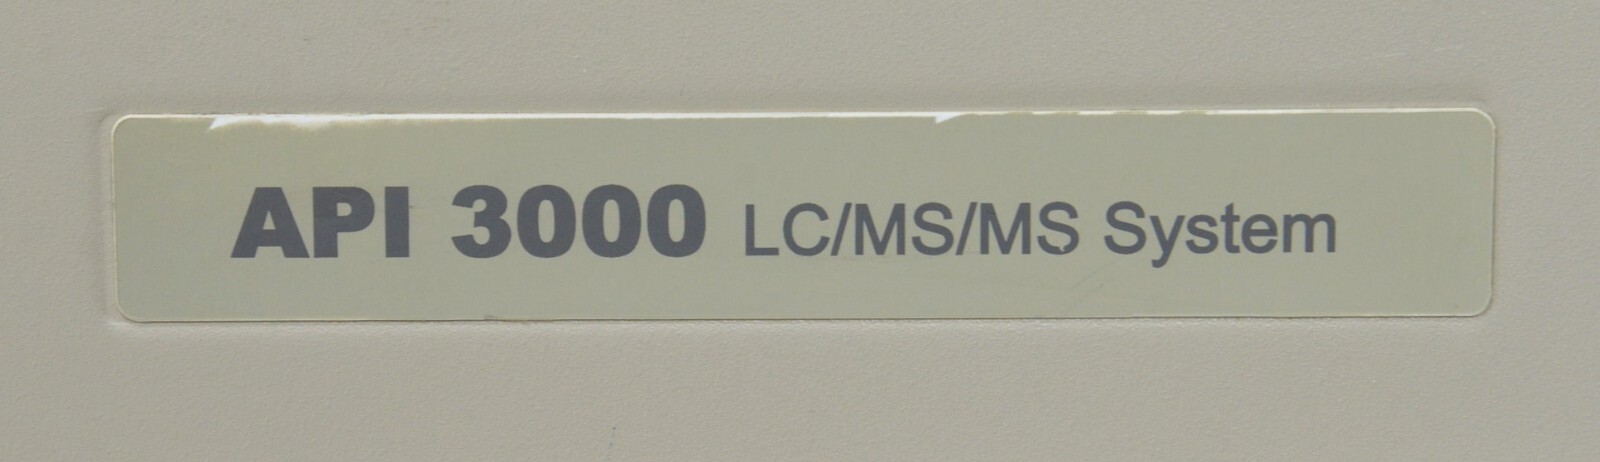 API 3000 LC/MS/MS System